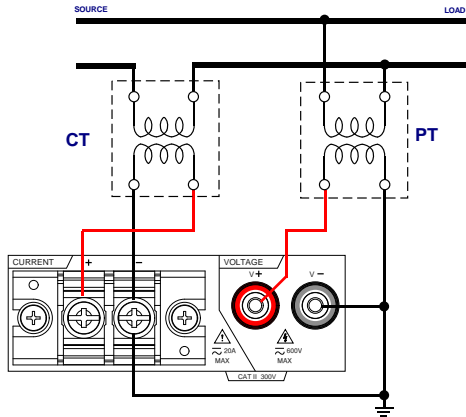 SOURCE LOAD
CT PT
CURRENT + − VOLTAGE
V+ V−
20A MAX
600V MAX
CAT II 300V